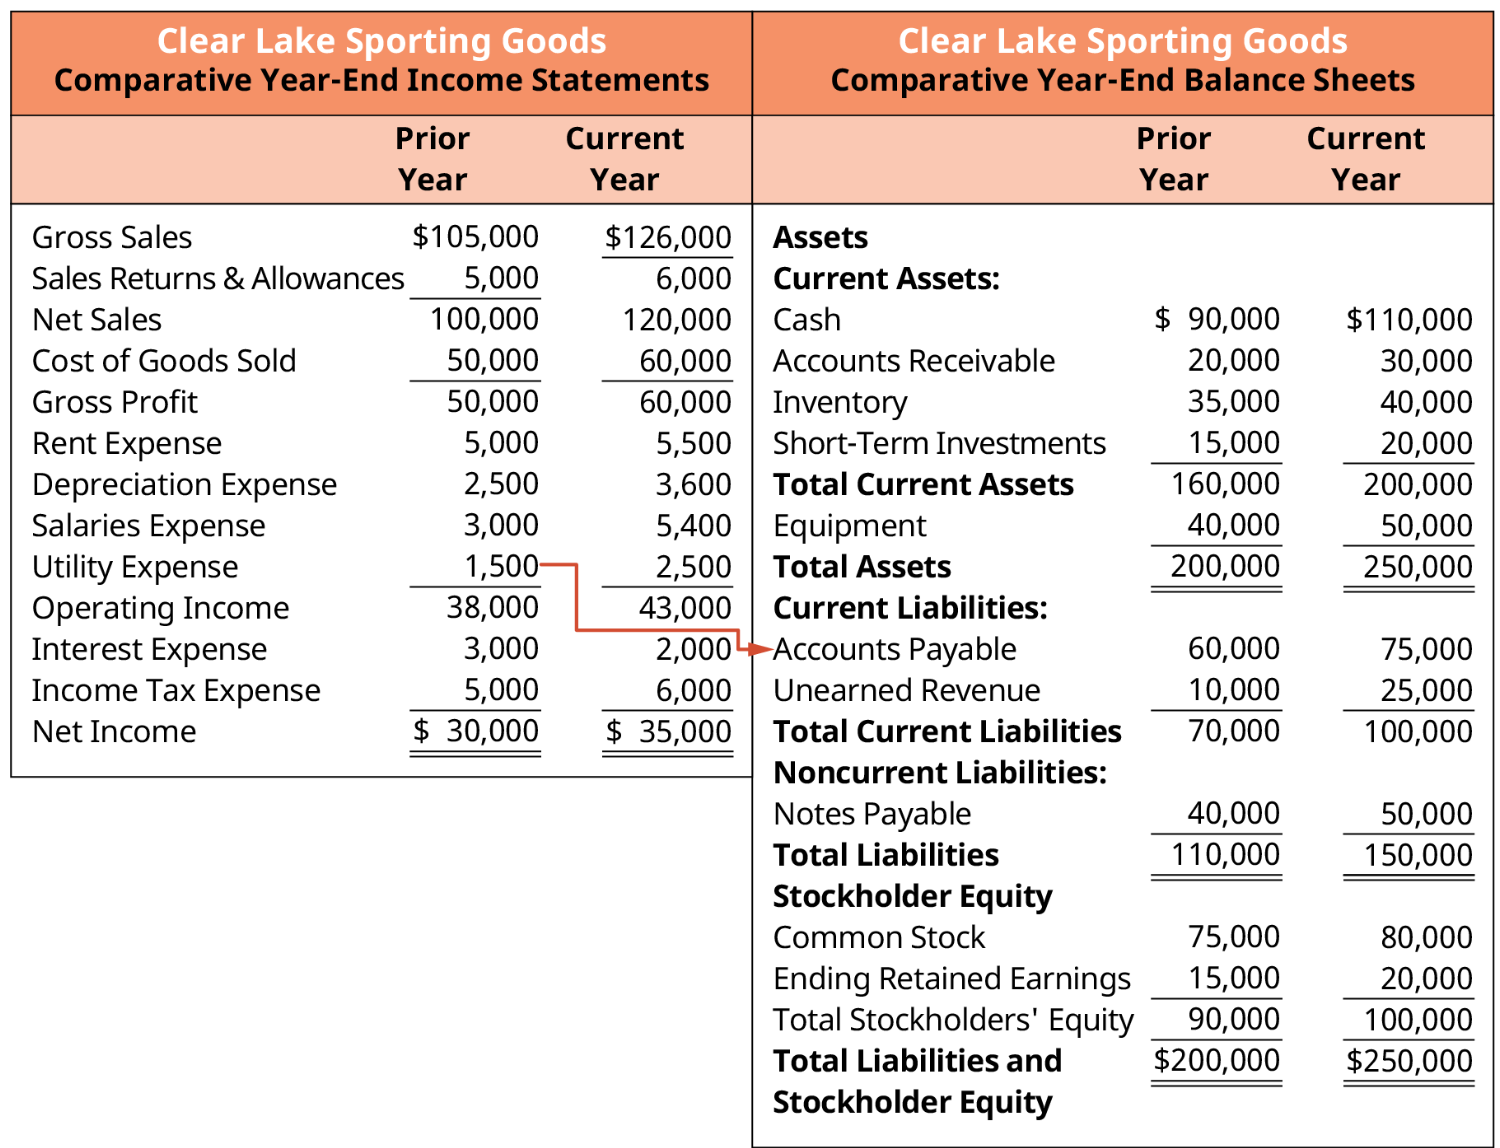 Clear Lake Sporting Goods
Comparative Year-End Income Statements
Prior Year Current Year
Gross Sales $105,000 $126,000
Sales Returns & Allowances 5,000 6,000
Net Sales 100,000 120,000
Cost of Goods Sold 50,000 60,000
Gross Profit 50,000 60,000
Rent Expense 5,000 5,500
Depreciation Expense 2,500 3,600
Salaries Expense 3,000 5,400
Utility Expense 1,500 2,500
Operating Income 38,000 43,000
Interest Expense 3,000 2,000
Income Tax Expense 5,000 6,000
Net Income $ 30,000 $ 35,000
Clear Lake Sporting Goods
Comparative Year-End Balance Sheets
Prior Year Current Year
Assets
Current Assets:
Cash $ 90,000 $110,000
Accounts Receivable 20,000 30,000
Inventory 35,000 40,000
Short-Term Investments 15,000 20,000
Total Current Assets 160,000 200,000
Equipment 40,000 50,000
Total Assets 200,000 250,000
Current Liabilities:
Accounts Payable 60,000 75,000
Unearned Revenue 10,000 25,000
Total Current Liabilities 70,000 100,000
Noncurrent Liabilities:
Notes Payable 40,000 50,000
Total Liabilities 110,000 150,000
Stockholder Equity
Common Stock 75,000 80,000
Ending Retained Earnings 15,000 20,000
Total Stockholders' Equity 90,000 100,000
Total Liabilities and $200,000 $250,000
Stockholder Equity